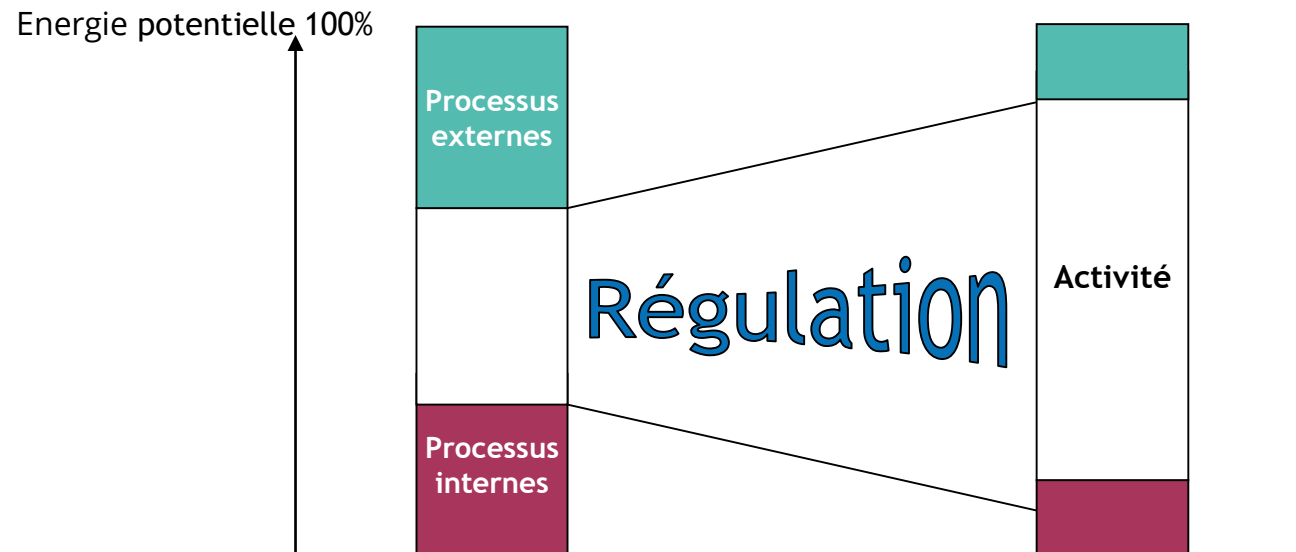 Energie potentielle 100%
Processus
externes
Régulation
Activité
Processus
internes